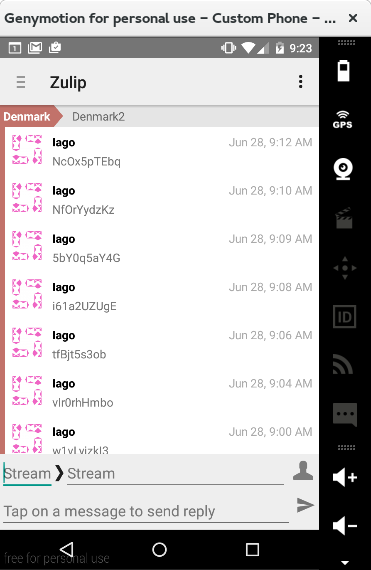 Genymotion for personal use – Custom Phone – ...
9:23
Zulip
GPS
Denmark Denmark2
Iago Jun 28, 9:12 AM
NcOx5pTEbq
Iago Jun 28, 9:10 AM
NfOrYydzKz
Iago Jun 28, 9:09 AM
5bY0q5aY4G
Iago Jun 28, 9:08 AM
i61a2UZUgE
Iago Jun 28, 9:06 AM
ID
tfBjt5s3ob
Iago Jun 28, 9:04 AM
vIr0rhHmbo
Iago Jun 28, 9:00 AM
Stream Stream
Tap on a message to send reply
free for personal use